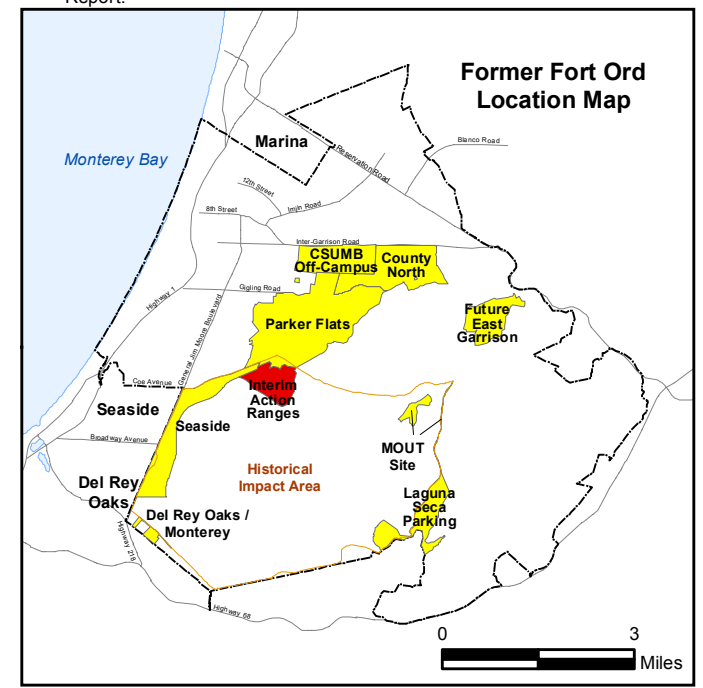 Report.
Former Fort Ord
Location Map
Marina
Blanco Road
Reservation Road
Monterey Bay
12th Street
Imjin Road
8th Street
Inter-Garrison Road
CSUMB
Off-Campus
County
North
Gigling Road
Highway 1
General Jim Moore Boulevard
Parker Flats
Future
East
Garrison
Coe Avenue
Interim
Action
Ranges
Seaside
Seaside
Broadway Avenue
MOUT
Site
Historical
Impact Area
Del Rey
Oaks
Laguna
Seca
Parking
Del Rey Oaks /
Monterey
Highway 218
Highway 68
0
3
Miles